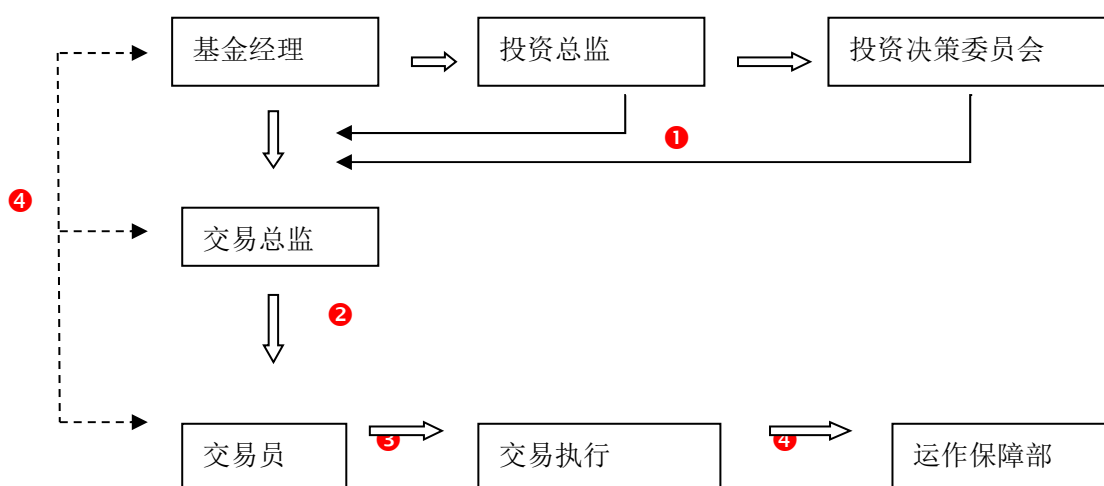 基金经理
投资总监
投资决策委员会
❶
❹
交易总监
❷
交易员
❸
交易执行
❹
运作保障部